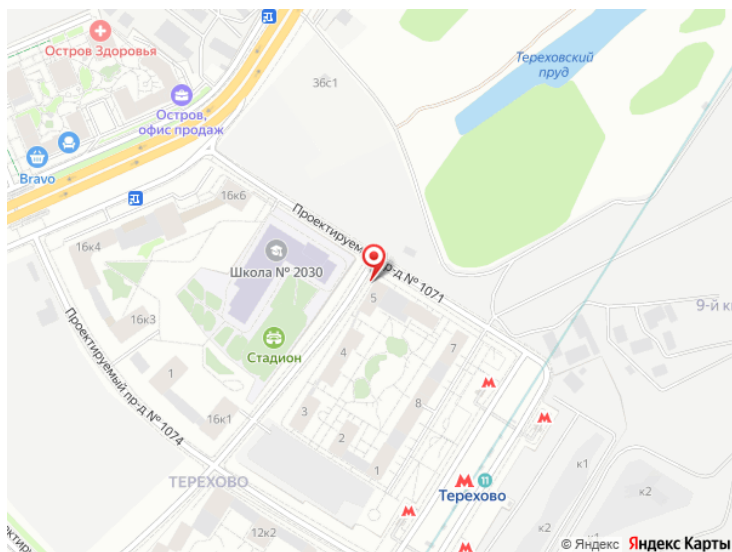 Остров Здоровья
Остров,
офис продаж
Bravo
36с1
Тереховский
пруд
16к6
Проектируемый пр-д № 1071
16к4
Школа № 2030
5
9-й к
16к3
Стадион
Проектируемый пр-д № 1074
1
4
7
16к1
3
8
2
1
ТЕРЕХОВО
М 11
Терехово
к1
к2
к2
к1
12к2
Проектир
© Яндекс Яндекс Карты